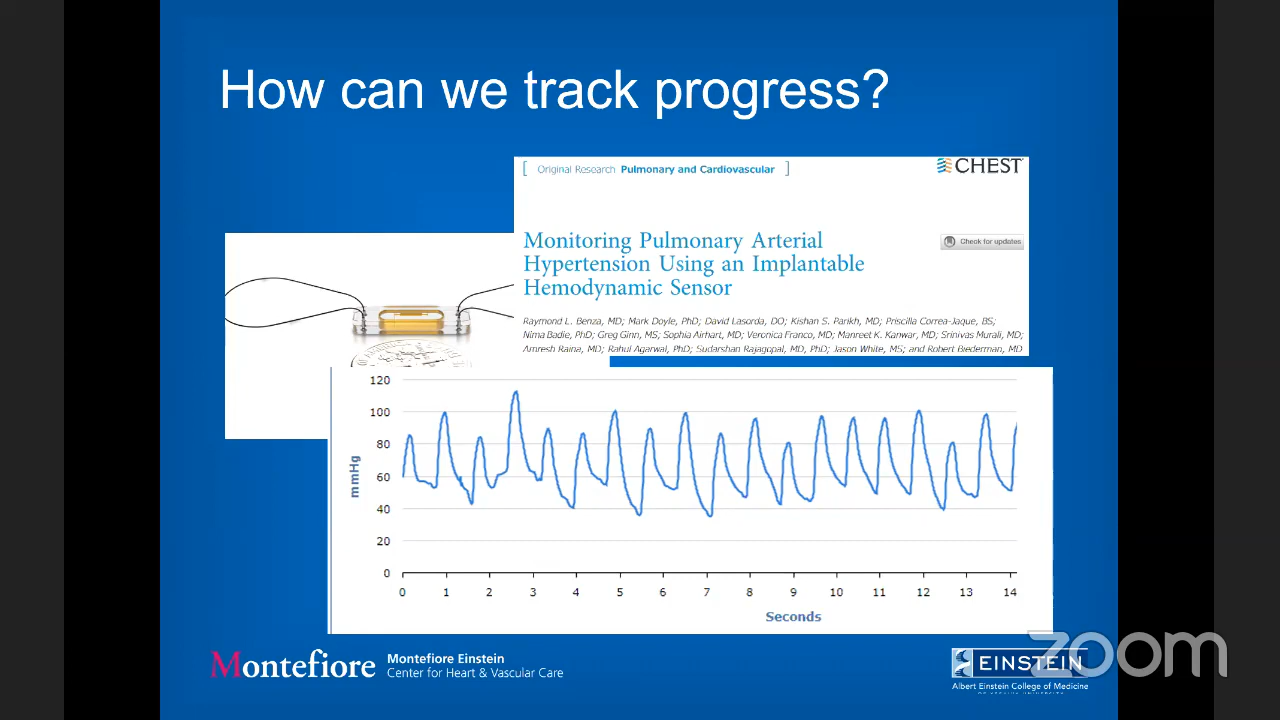 How can we track progress?
[ Original Research Pulmonary and Cardiovascular ]
CHEST
Monitoring Pulmonary Arterial
Hypertension Using an Implantable
Hemodynamic Sensor
Check for updates
Raymond L. Benza, MD; Mark Doyle, PhD; David Lasorda, DO; Kishan S. Parikh, MD; Priscilla Correa-Jaque, BS;
Nima Badie, PhD; Greg Ginn, MS; Sophia Airhart, MD; Veronica Franco, MD; Manreet K. Kanwar, MD; Srinivas Murali, MD;
Amresh Raina, MD; Rahul Agarwal, PhD; Sudarshan Rajagopal, MD, PhD; Jason White, MS; and Robert Biederman, MD
120
100
80
60
40
20
0
mmHg
0 1 2 3 4 5 6 7 8 9 10 11 12 13 14
Seconds
Montefiore
Montefiore Einstein
Center for Heart & Vascular Care
EINSTEIN
Albert Einstein College of Medicine
zoom